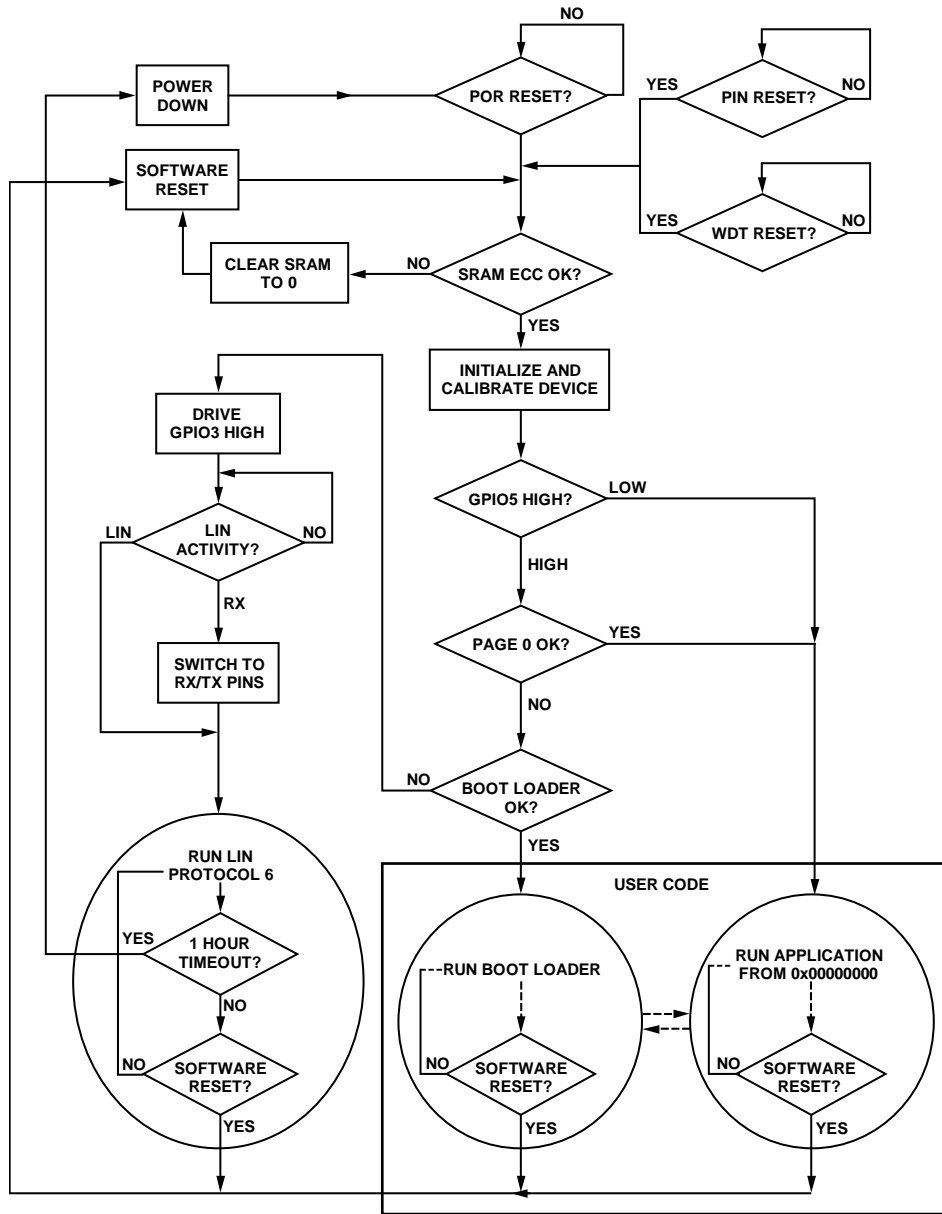 NO
POWER
DOWN
POR RESET?
YES
PIN RESET?
NO
SOFTWARE
RESET
YES
WDT RESET?
NO
CLEAR SRAM
TO 0
NO
SRAM ECC OK?
YES
INITIALIZE AND
CALIBRATE DEVICE
DRIVE
GPIO3 HIGH
GPIO5 HIGH?
LOW
LIN
LIN
ACTIVITY?
NO
HIGH
RX
PAGE 0 OK?
YES
SWITCH TO
RX/TX PINS
NO
NO
BOOT LOADER
OK?
YES
RUN LIN
PROTOCOL 6
USER CODE
YES
1 HOUR
TIMEOUT?
NO
RUN BOOT LOADER
RUN APPLICATION
FROM 0x00000000
NO
SOFTWARE
RESET?
YES
NO
SOFTWARE
RESET?
YES
NO
SOFTWARE
RESET?
YES